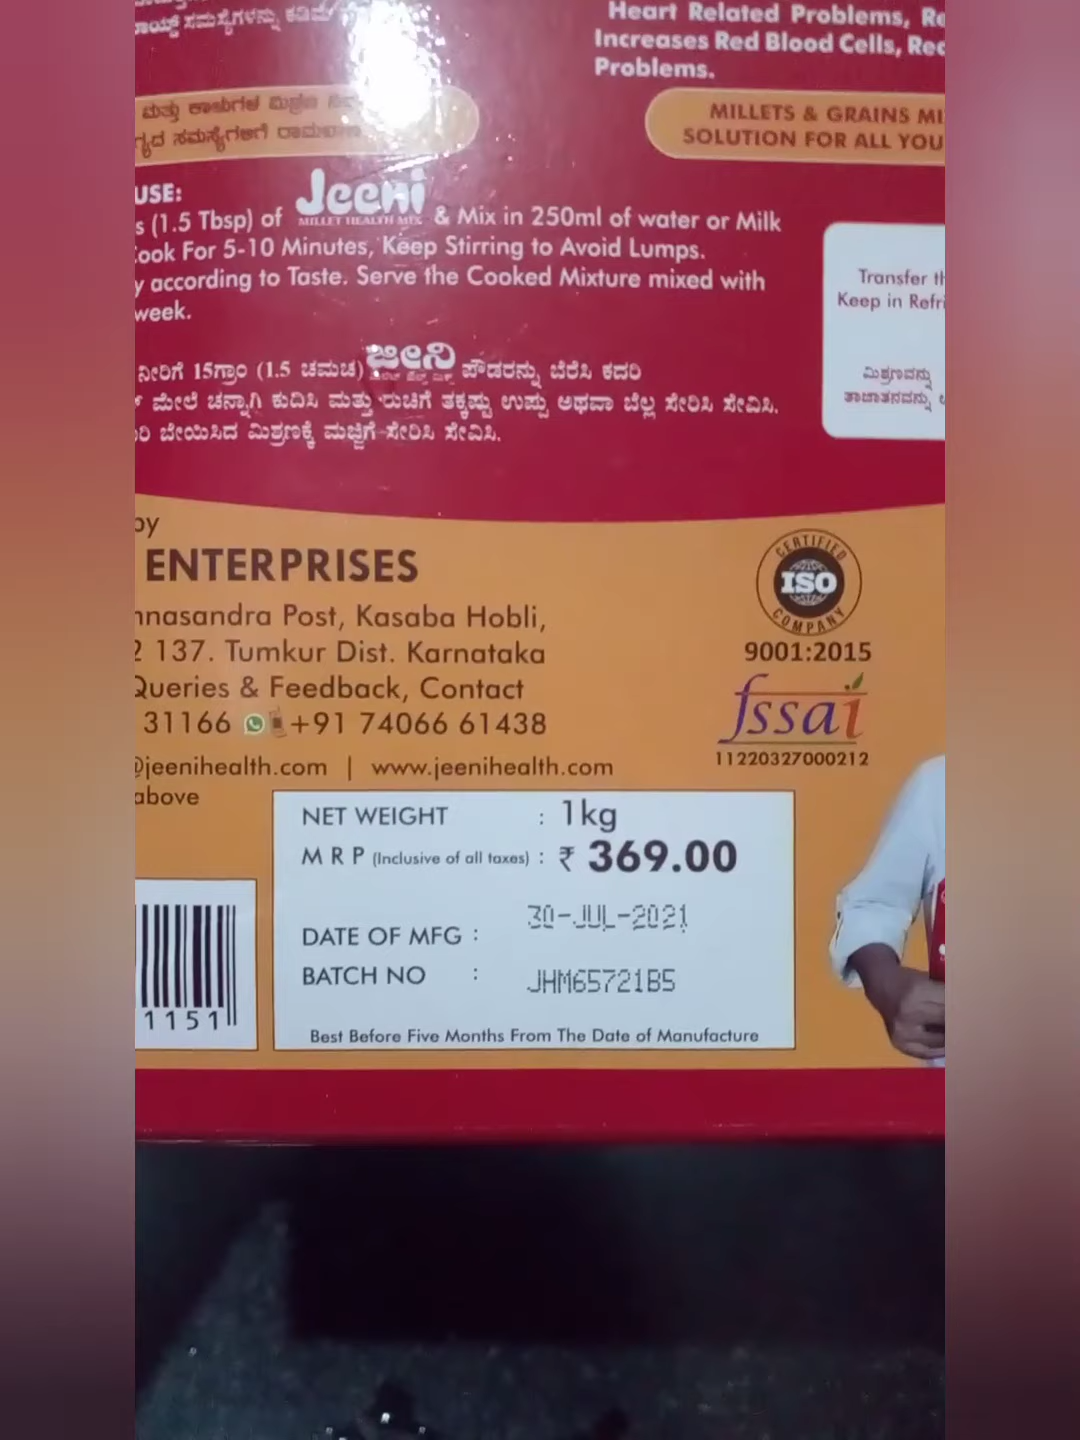 ಸಮಸ್ಯೆಗಳನ್ನು ಕಡಿಮೆ
Heart Related Problems, Re
Increases Red Blood Cells, Red
Problems.
ಮತ್ತು ಕಾಳುಗಳ ಮಿಶ್ರಣ
ಸಮಸ್ಯೆಗಳಿಗೆ
MILLETS & GRAINS MI
SOLUTION FOR ALL YOU
USE:
s (1.5 Tbsp) of Jeeni MILLET HEALTH MIX & Mix in 250ml of water or Milk
ook For 5-10 Minutes, Keep Stirring to Avoid Lumps.
y according to Taste. Serve the Cooked Mixture mixed with
week.
Transfer th
Keep in Refri
ನೀರಿಗೆ 15ಗ್ರಾಂ (1.5 ಚಮಚ) ಜೀನಿ ಪೌಡರನ್ನು ಬೆರೆಸಿ ಕದರಿ
ಮೇಲೆ ಚನ್ನಾಗಿ ಕುದಿಸಿ ಮತ್ತು ರುಚಿಗೆ ತಕ್ಕಷ್ಟು ಉಪ್ಪು ಅಥವಾ ಬೆಲ್ಲ ಸೇರಿಸಿ ಸೇವಿಸಿ.
ರಿ ಬೇಯಿಸಿದ ಮಿಶ್ರಣಕ್ಕೆ ಮಜ್ಜಿಗೆ ಸೇರಿಸಿ ಸೇವಿಸಿ.
ಮಿಶ್ರಣವನ್ನು
ತಾಜಾತನವನ್ನು
by
ENTERPRISES
nnasandra Post, Kasaba Hobli,
2 137. Tumkur Dist. Karnataka
Queries & Feedback, Contact
31166 +91 74066 61438
@jeenihealth.com | www.jeenihealth.com
above
CERTIFIED
ISO
COMPANY
9001:2015
fssai
11220327000212
NET WEIGHT : 1kg
M R P (Inclusive of all taxes) : ₹ 369.00
DATE OF MFG : 30-JUL-2021
BATCH NO : JHM65721B5
Best Before Five Months From The Date of Manufacture
1151